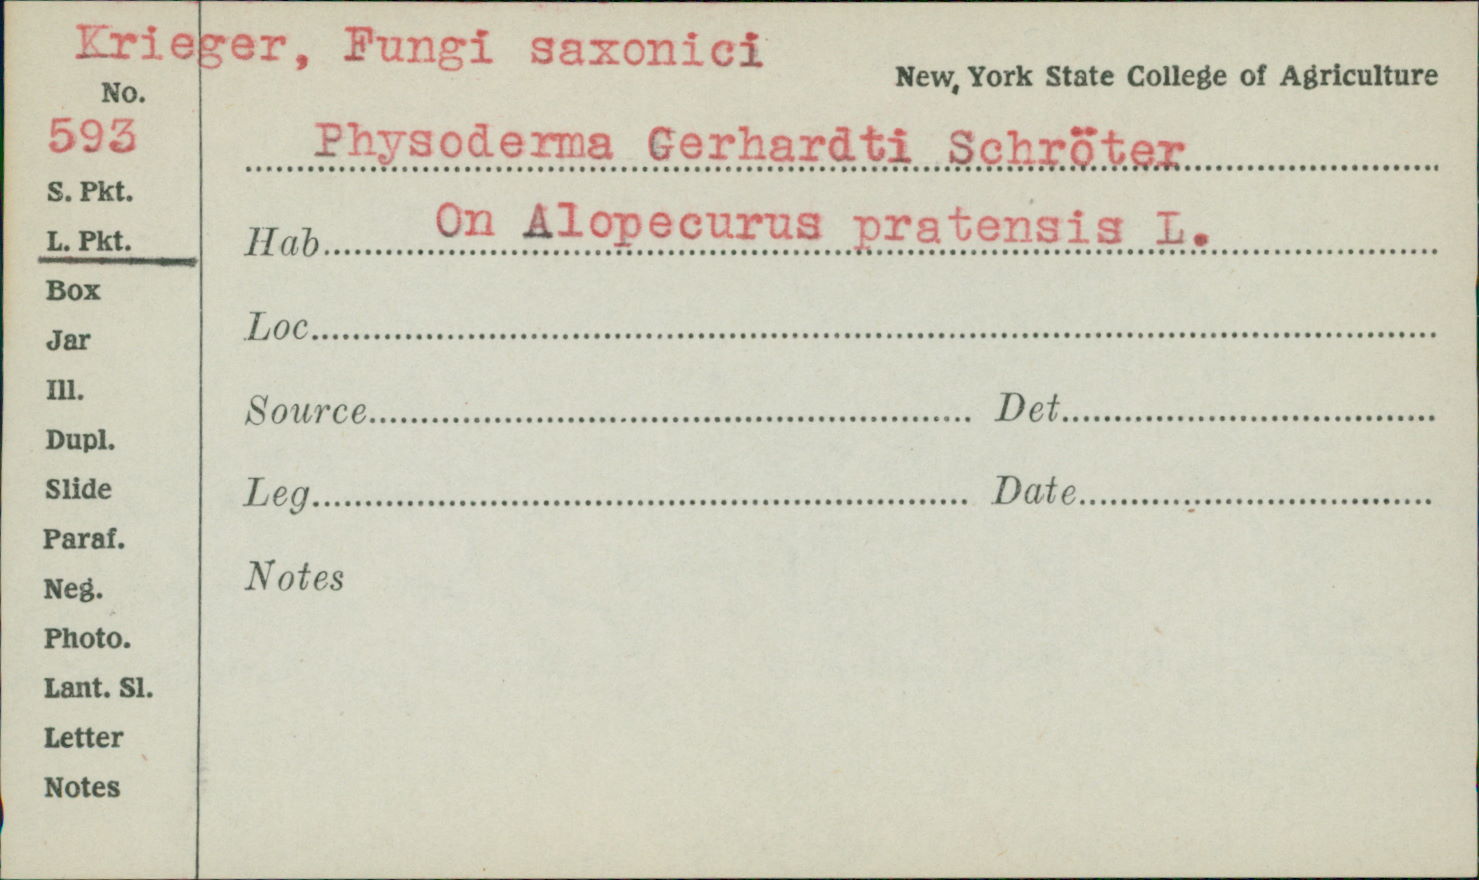 Krieger, Fungi saxonici
New York State College of Agriculture
No.
593
Physoderma Gerhardti Schröter
S. Pkt.
On Alopecurus pratensis L.
L. Pkt.
Hab
Box
Loc
Jar
Ill.
Source Det
Dupl.
Slide
Leg Date
Paraf.
Notes
Neg.
Photo.
Lant. Sl.
Letter
Notes